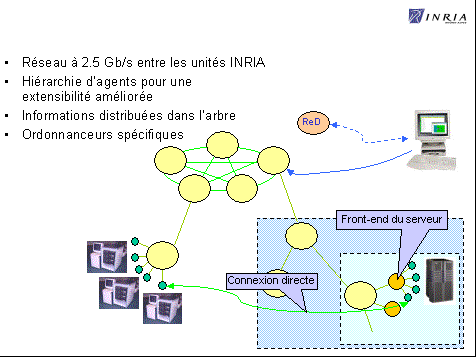 INRIA
• Réseau à 2.5 Gb/s entre les unités INRIA
• Hiérarchie d'agents pour une
extensibilité améliorée
• Informations distribuées dans l'arbre
• Ordonnanceurs spécifiques
ReD
Front-end du serveur
Connexion directe